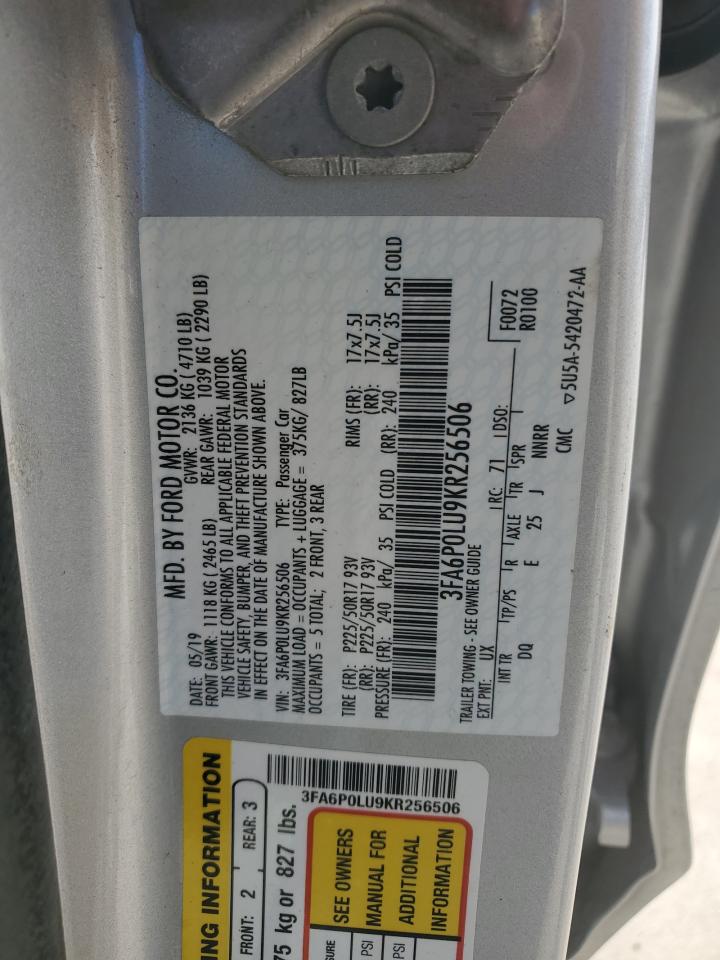 MFD. BY FORD MOTOR CO.
DATE: 05/19 GVWR: 2136 KG ( 4710 LB)
FRONT GAWR: 1118 KG ( 2465 LB) REAR GAWR: 1039 KG ( 2290 LB)
THIS VEHICLE CONFORMS TO ALL APPLICABLE FEDERAL MOTOR
VEHICLE SAFETY, BUMPER, AND THEFT PREVENTION STANDARDS
IN EFFECT ON THE DATE OF MANUFACTURE SHOWN ABOVE.
VIN: 3FA6P0LU9KR256506 TYPE: Passenger Car
MAXIMUM LOAD = OCCUPANTS + LUGGAGE = 375KG/ 827LB
OCCUPANTS = 5 TOTAL; 2 FRONT, 3 REAR
TIRE (FR): P225/50R17 93V RIMS (FR): 17x7.5J
(RR): P225/50R17 93V (RR): 17x7.5J
PRESSURE (FR): 240 kPa/ 35 PSI COLD (RR): 240 kPa/ 35 PSI COLD
3FA6P0LU9KR256506
TRAILER TOWING - SEE OWNER GUIDE
EXT PNT: UX RC: 71 DSO: F0072
R0100
INT TR TP/PS R AXLE TR SPR
DQ E 25 J NNRR
CMC ▽5U5A-5420472-AA
ING INFORMATION
FRONT: 2 REAR: 3
75 kg or 827 lbs.
3FA6P0LU9KR256506
SEE OWNERS
MANUAL FOR
ADDITIONAL
INFORMATION
PSI
PSI